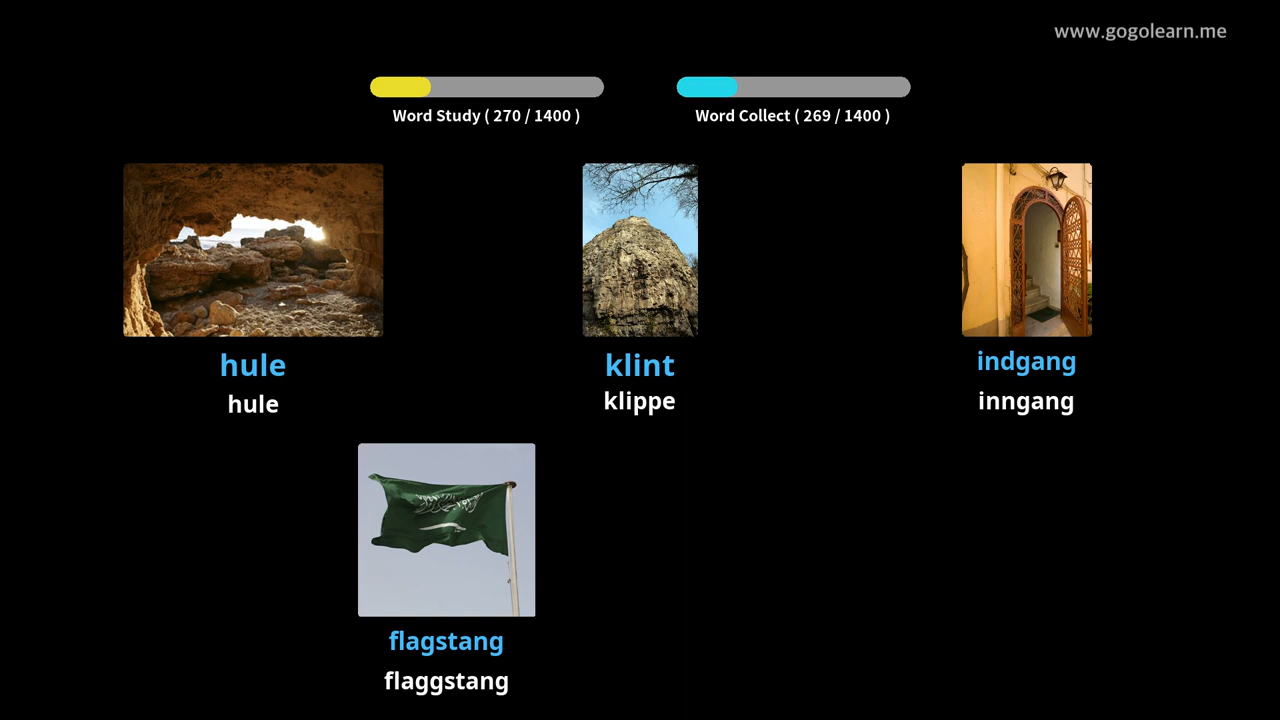 www.gogolearn.me
Word Study ( 270 / 1400 )
Word Collect ( 269 / 1400 )
hule
hule
klint
klippe
indgang
inngang
flagstang
flaggstang